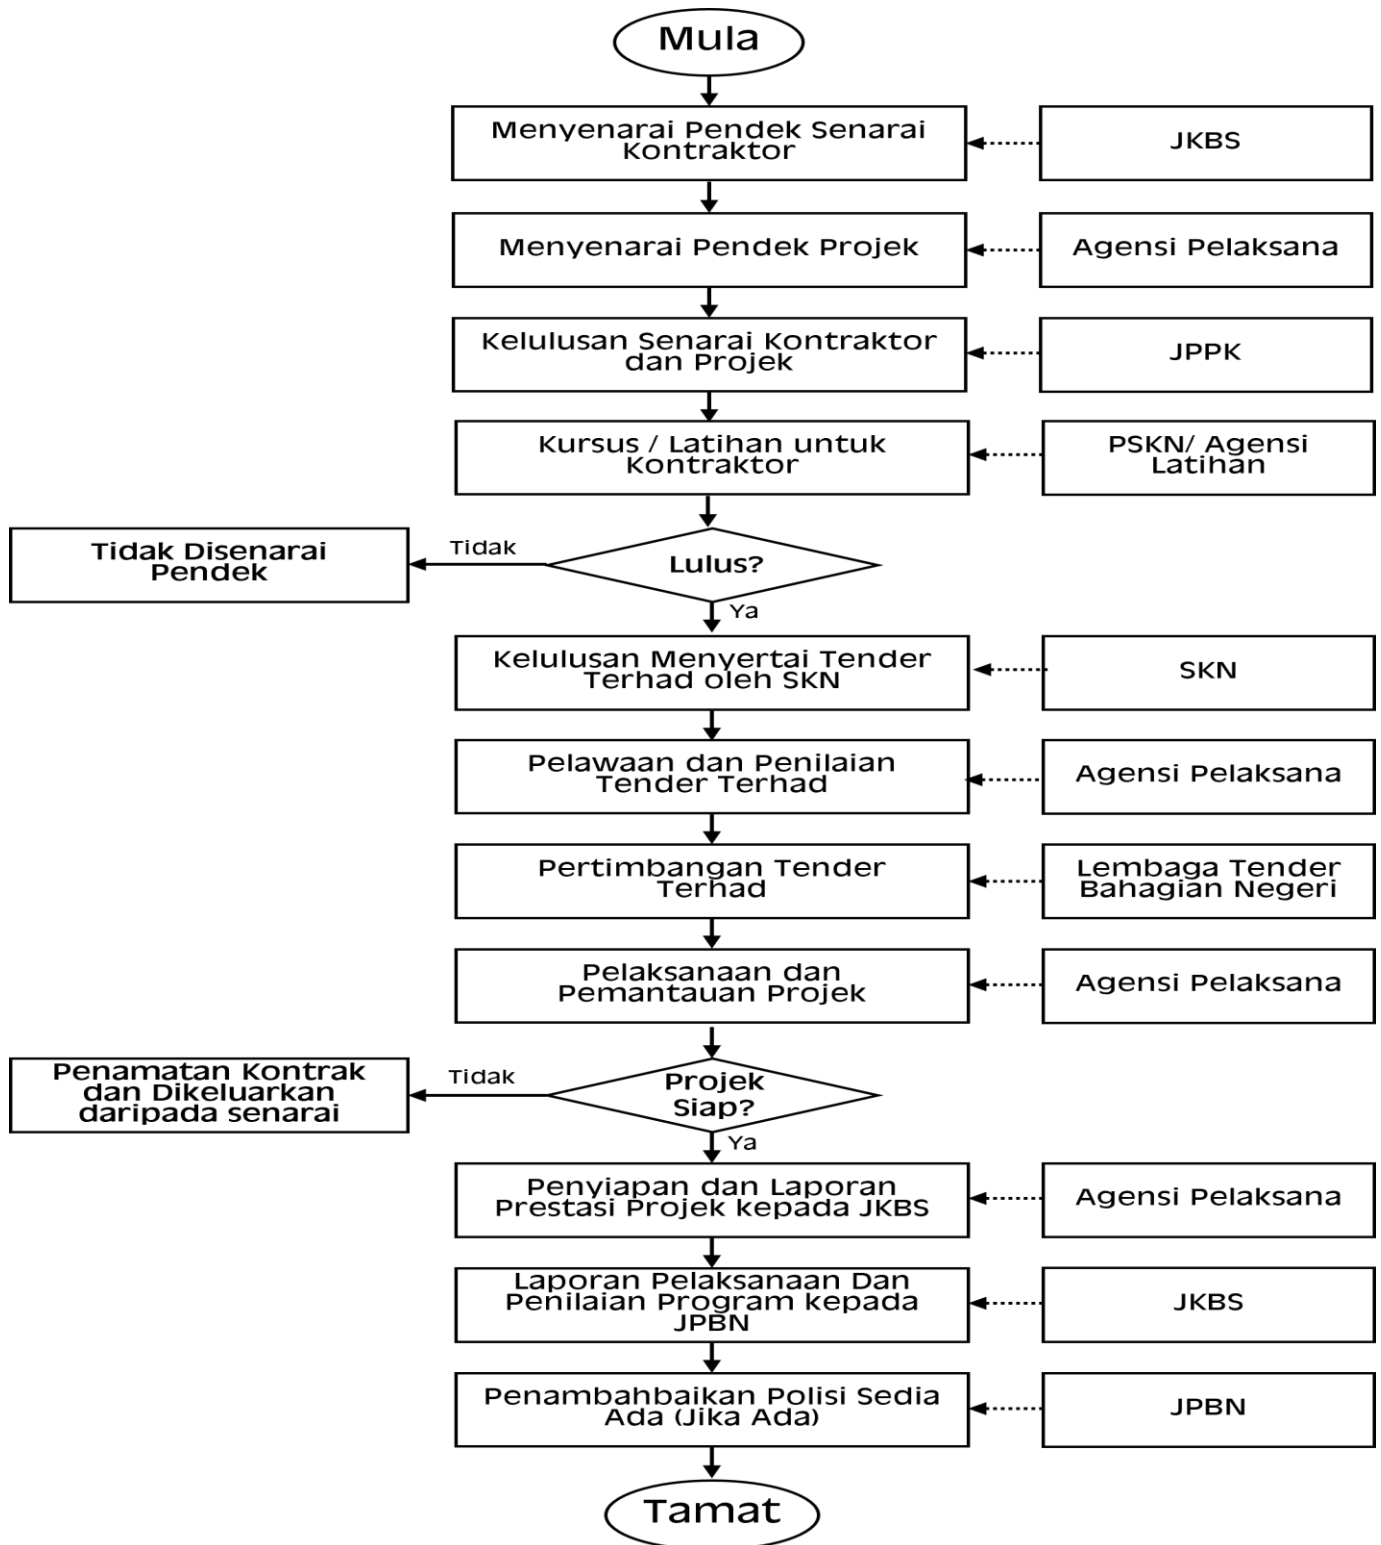 Mula
Menyenarai Pendek Senarai
Kontraktor
JKBS
Menyenarai Pendek Projek
Agensi Pelaksana
Kelulusan Senarai Kontraktor
dan Projek
JPPK
Kursus / Latihan untuk
Kontraktor
PSKN/ Agensi
Latihan
Lulus?
Tidak
Tidak Disenarai
Pendek
Ya
Kelulusan Menyertai Tender
Terhad oleh SKN
SKN
Pelawaan dan Penilaian
Tender Terhad
Agensi Pelaksana
Pertimbangan Tender
Terhad
Lembaga Tender
Bahagian Negeri
Pelaksanaan dan
Pemantauan Projek
Agensi Pelaksana
Projek
Siap?
Tidak
Penamatan Kontrak
dan Dikeluarkan
daripada senarai
Ya
Penyiapan dan Laporan
Prestasi Projek kepada JKBS
Agensi Pelaksana
Laporan Pelaksanaan Dan
Penilaian Program kepada
JPBN
JKBS
Penambahbaikan Polisi Sedia
Ada (Jika Ada)
JPBN
Tamat